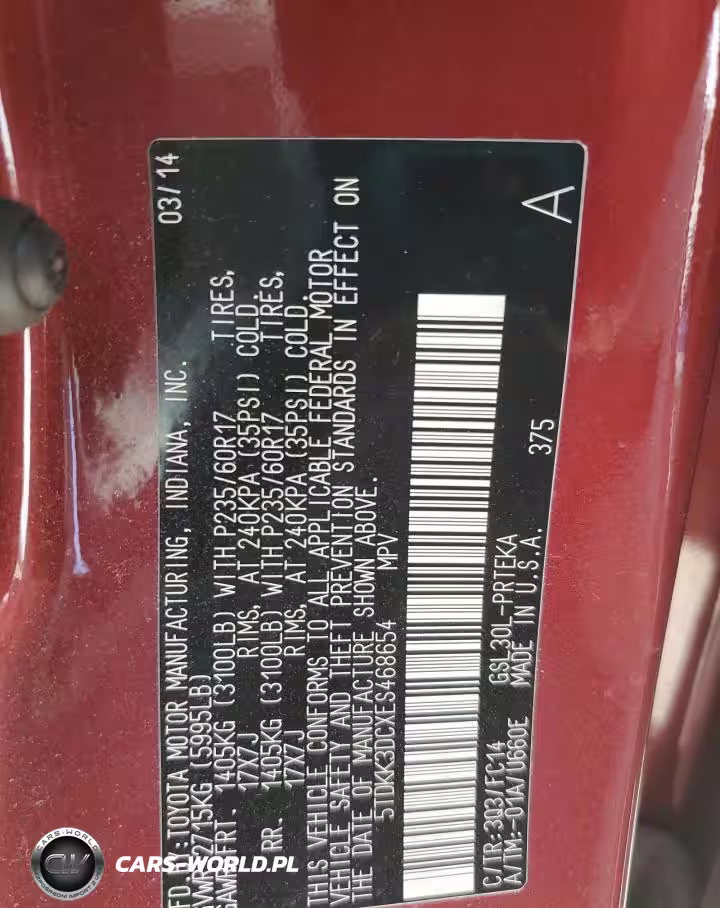 FD. BY:TOYOTA MOTOR MANUFACTURING, INDIANA, INC. 03/14
GVWR 2715KG (5995LB)
GAWR FRT. 1405KG (3100LB) WITH P235/60R17 TIRES,
17X7J RIMS, AT 240KPA (35PSI) COLD.
RR. 1405KG (3100LB) WITH P235/60R17 TIRES,
17X7J RIMS, AT 240KPA (35PSI) COLD.
THIS VEHICLE CONFORMS TO ALL APPLICABLE FEDERAL MOTOR
VEHICLE SAFETY AND THEFT PREVENTION STANDARDS IN EFFECT ON
THE DATE OF MANUFACTURE SHOWN ABOVE.
5TDKK3DCXES468654 MPV
C/TR:3Q3/FC14 GSL30L-PRTEKA
A/TM:-01A/U660E MADE IN U.S.A. 375
A
CARS-WORLD.PL